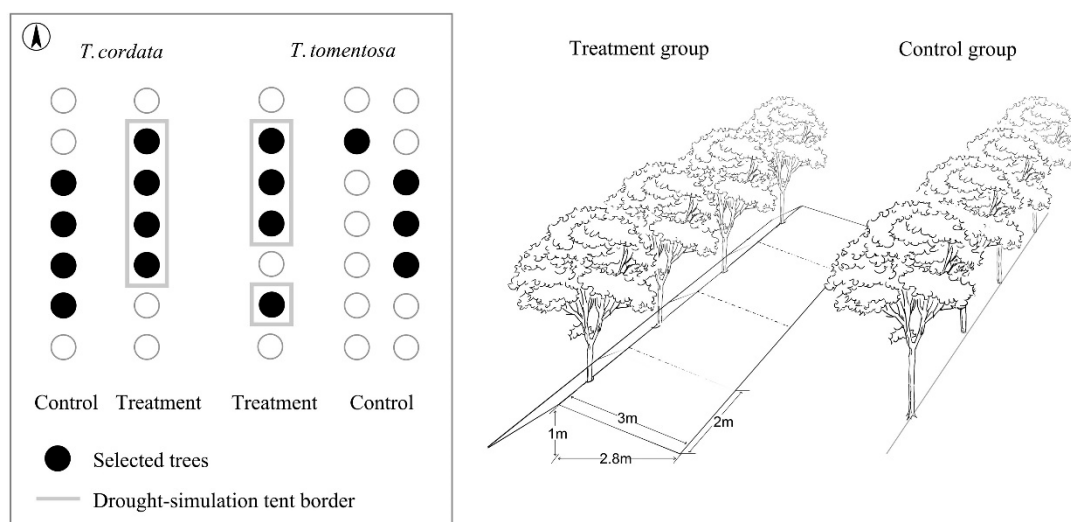 T. cordata
T. tomentosa
Control
Treatment
Treatment
Control
Selected trees
Drought-simulation tent border
Treatment group
Control group
3m
1m
2m
2.8m